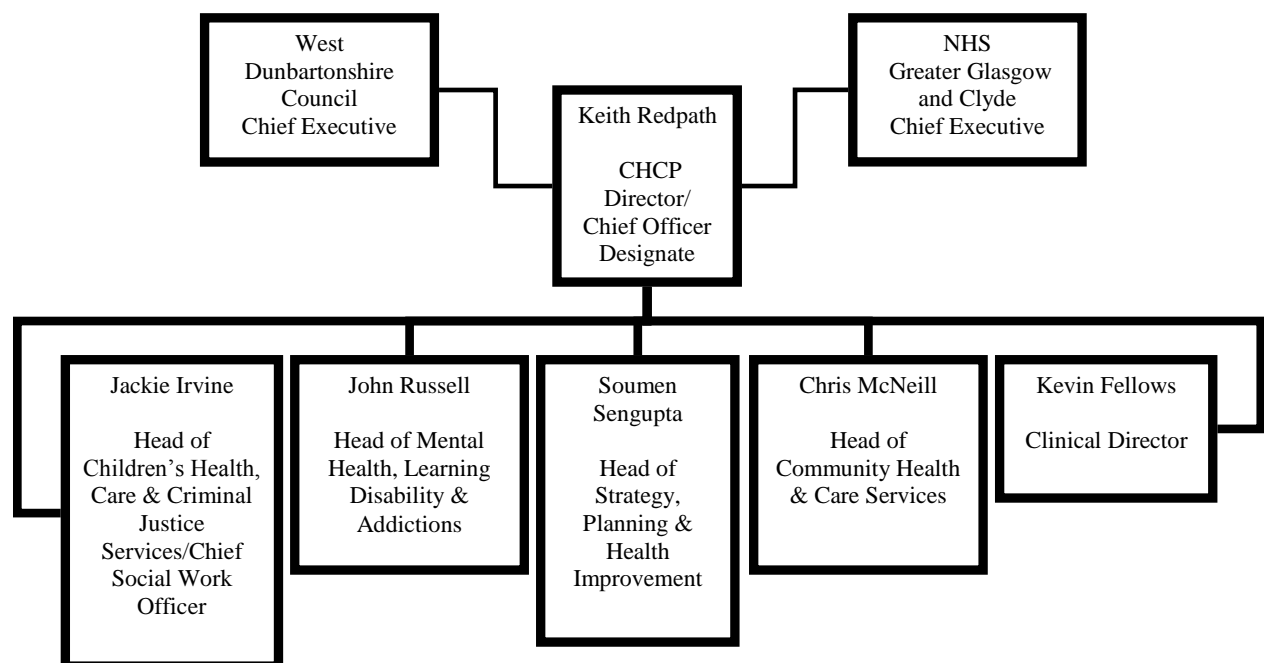 West
Dunbartonshire
Council
Chief Executive
NHS
Greater Glasgow
and Clyde
Chief Executive
Keith Redpath
CHCP
Director/
Chief Officer
Designate
Jackie Irvine
Head of
Children’s Health,
Care & Criminal
Justice
Services/Chief
Social Work
Officer
John Russell
Head of Mental
Health, Learning
Disability &
Addictions
Soumen
Sengupta
Head of
Strategy,
Planning &
Health
Improvement
Chris McNeill
Head of
Community Health
& Care Services
Kevin Fellows
Clinical Director